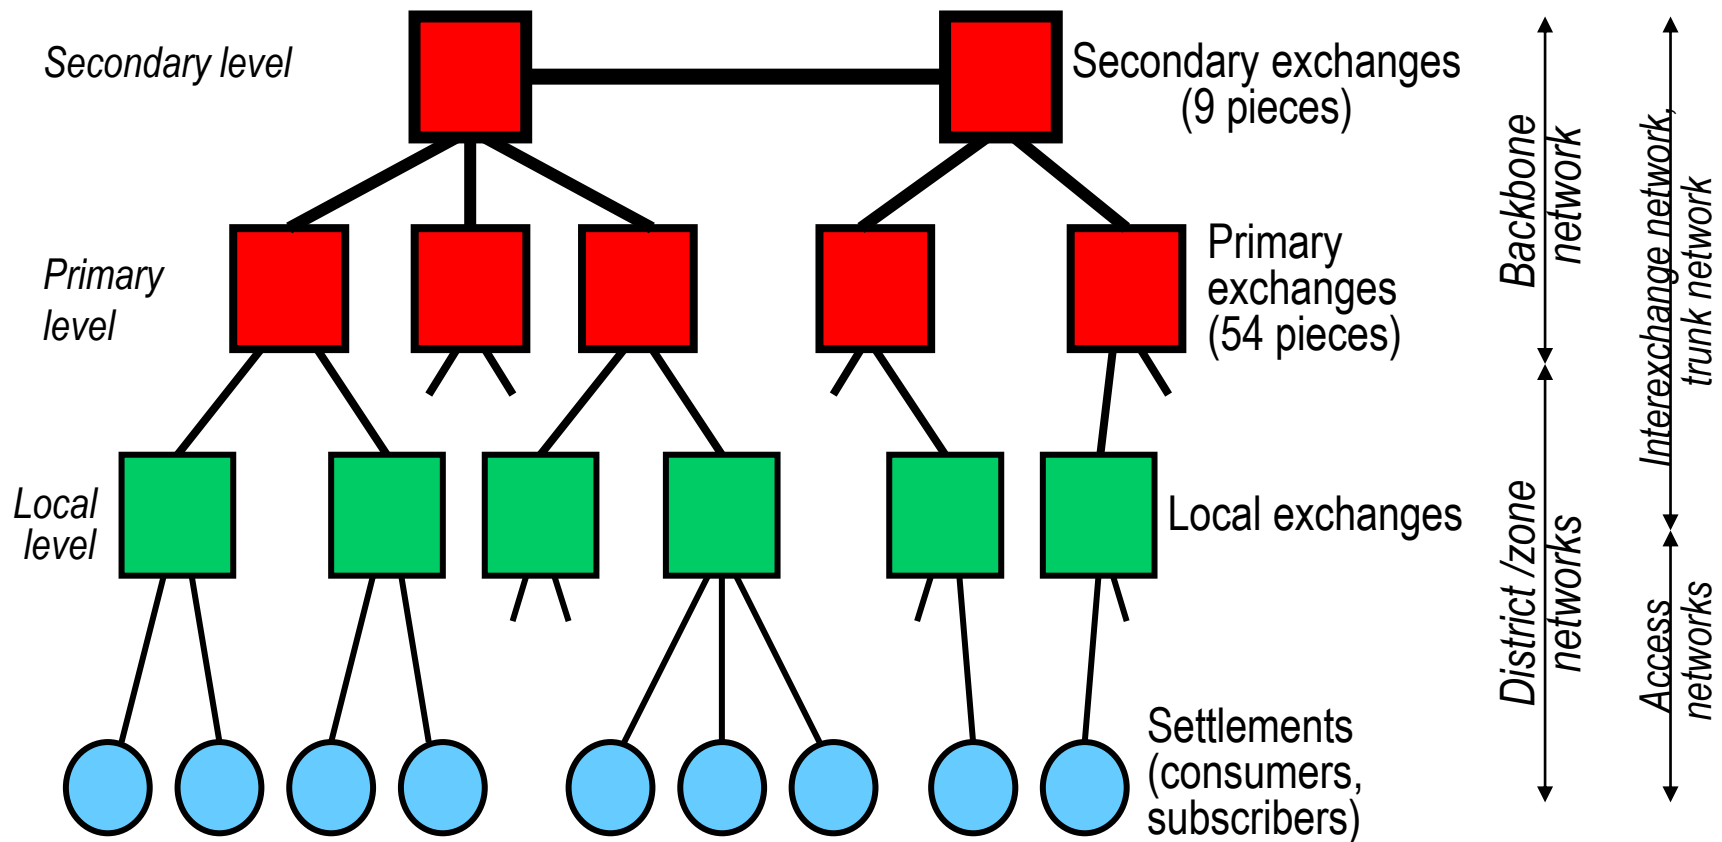 Secondary level
Secondary exchanges
(9 pieces)
Primary
level
Primary
exchanges
(54 pieces)
Local
level
Local exchanges
Settlements
(consumers,
subscribers)
Backbone
network
District /zone
networks
Interexchange network,
trunk network
Access
networks